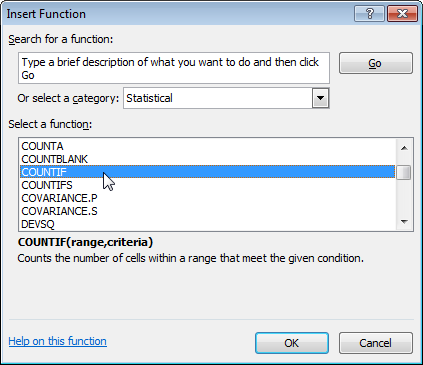 Insert Function
Search for a function:
Type a brief description of what you want to do and then click
Go
Go
Or select a category: Statistical
Select a function:
COUNTA
COUNTBLANK
COUNTIF
COUNTIFS
COVARIANCE.P
COVARIANCE.S
DEVSQ
COUNTIF(range,criteria)
Counts the number of cells within a range that meet the given condition.
Help on this function
OK
Cancel